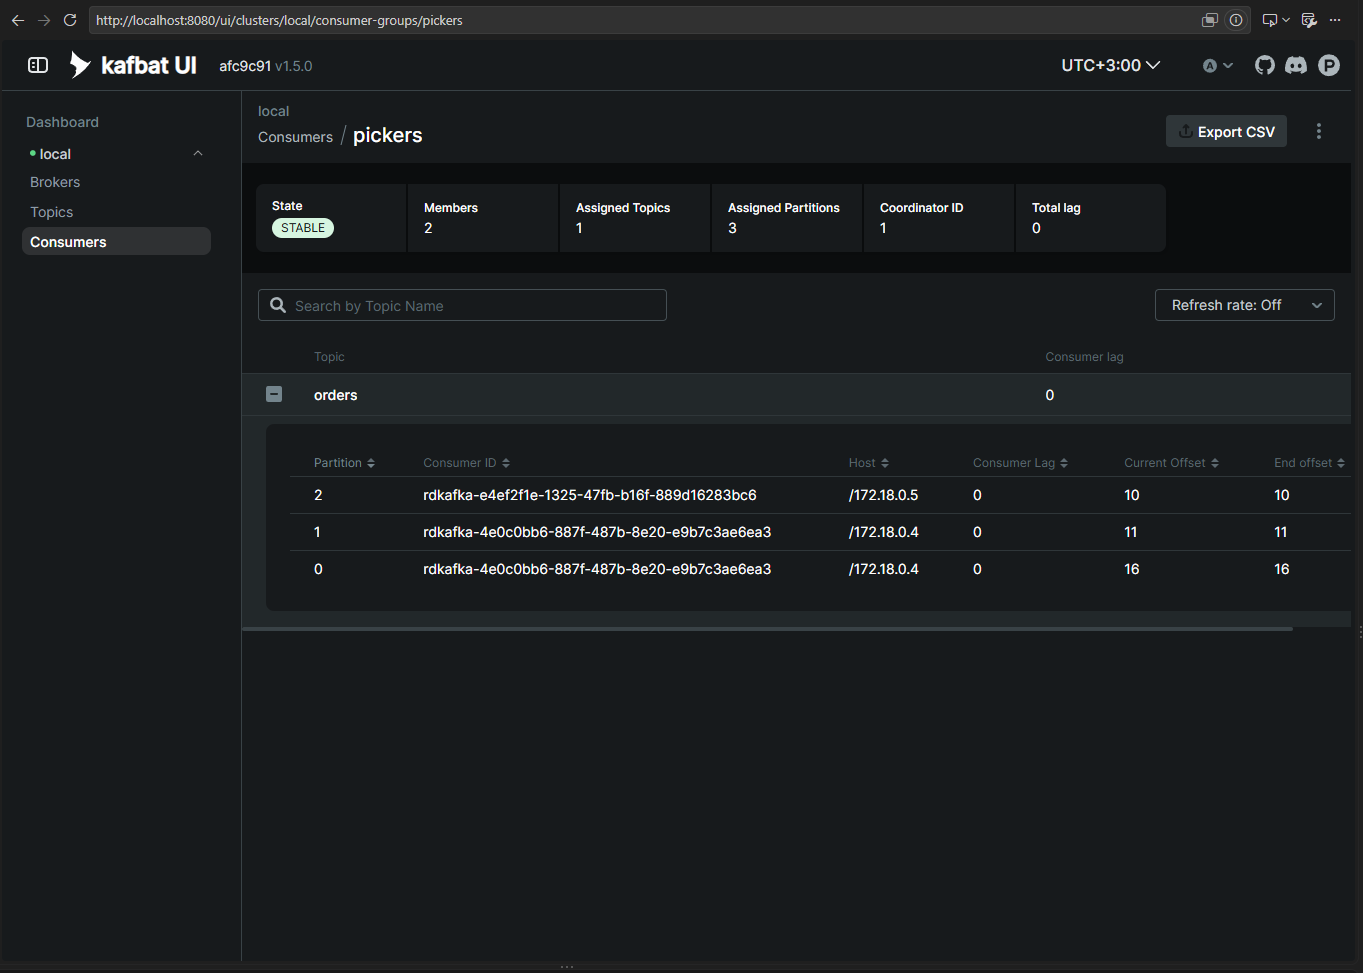 http://localhost:8080/ui/clusters/local/consumer-groups/pickers
kafbat UI afc9c91 v1.5.0
UTC+3:00
A
P
Dashboard
local
Brokers
Topics
Consumers
local
Consumers / pickers
Export CSV
State
STABLE
Members
2
Assigned Topics
1
Assigned Partitions
3
Coordinator ID
1
Total lag
0
Search by Topic Name
Refresh rate: Off
Topic Consumer lag
orders 0
Partition Consumer ID Host Consumer Lag Current Offset End offset
2 rdkafka-e4ef2f1e-1325-47fb-b16f-889d16283bc6 /172.18.0.5 0 10 10
1 rdkafka-4e0c0bb6-887f-487b-8e20-e9b7c3ae6ea3 /172.18.0.4 0 11 11
0 rdkafka-4e0c0bb6-887f-487b-8e20-e9b7c3ae6ea3 /172.18.0.4 0 16 16